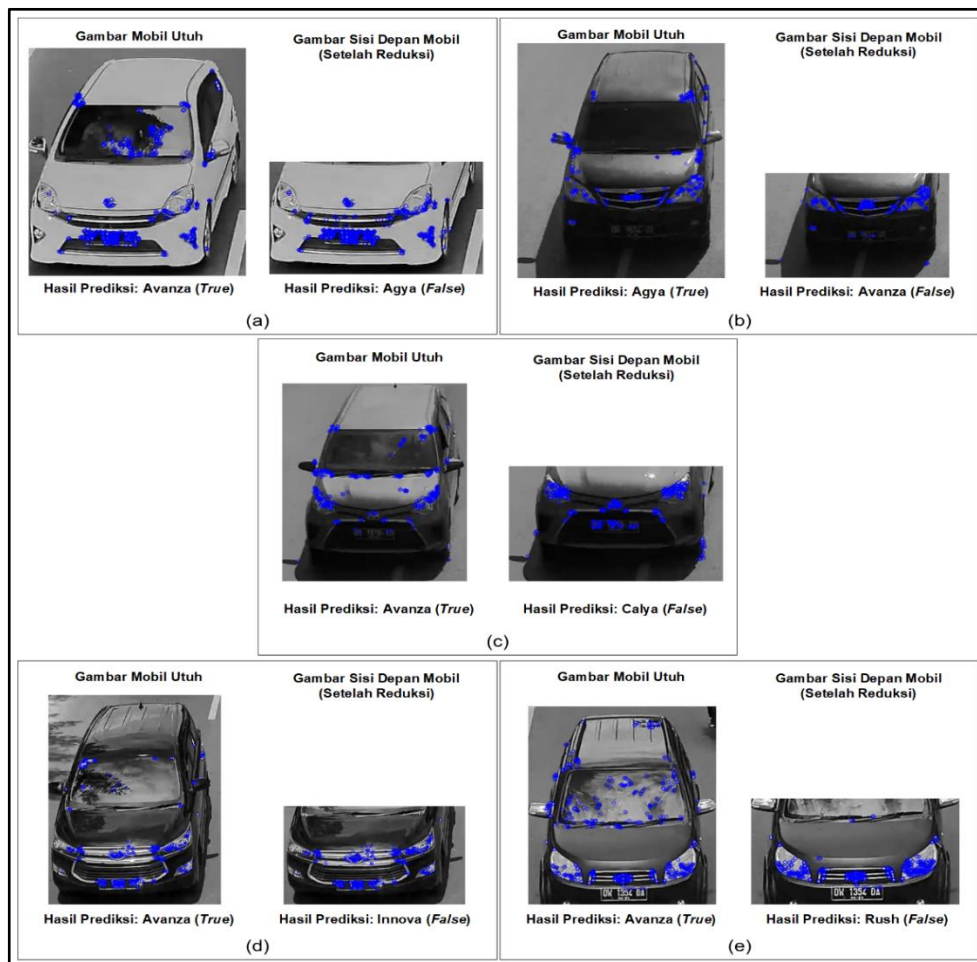 Gambar Mobil Utuh
Gambar Sisi Depan Mobil
(Setelah Reduksi)
Hasil Prediksi: Avanza (True)
Hasil Prediksi: Agya (False)
(a)
Gambar Mobil Utuh
Gambar Sisi Depan Mobil
(Setelah Reduksi)
Hasil Prediksi: Agya (True)
Hasil Prediksi: Avanza (False)
(b)
Gambar Mobil Utuh
Gambar Sisi Depan Mobil
(Setelah Reduksi)
Hasil Prediksi: Avanza (True)
Hasil Prediksi: Calya (False)
(c)
Gambar Mobil Utuh
Gambar Sisi Depan Mobil
(Setelah Reduksi)
Hasil Prediksi: Avanza (True)
Hasil Prediksi: Innova (False)
(d)
Gambar Mobil Utuh
Gambar Sisi Depan Mobil
(Setelah Reduksi)
DW 1354 DA
DW 1354 DA
Hasil Prediksi: Avanza (True)
Hasil Prediksi: Rush (False)
(e)